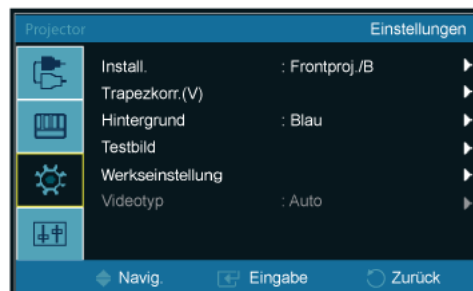 Projector Einstellungen
Install. : Frontproj./B
Trapezkorr.(V)
Hintergrund : Blau
Testbild
Werkseinstellung
Videotyp : Auto
Navig. Eingabe Zurück